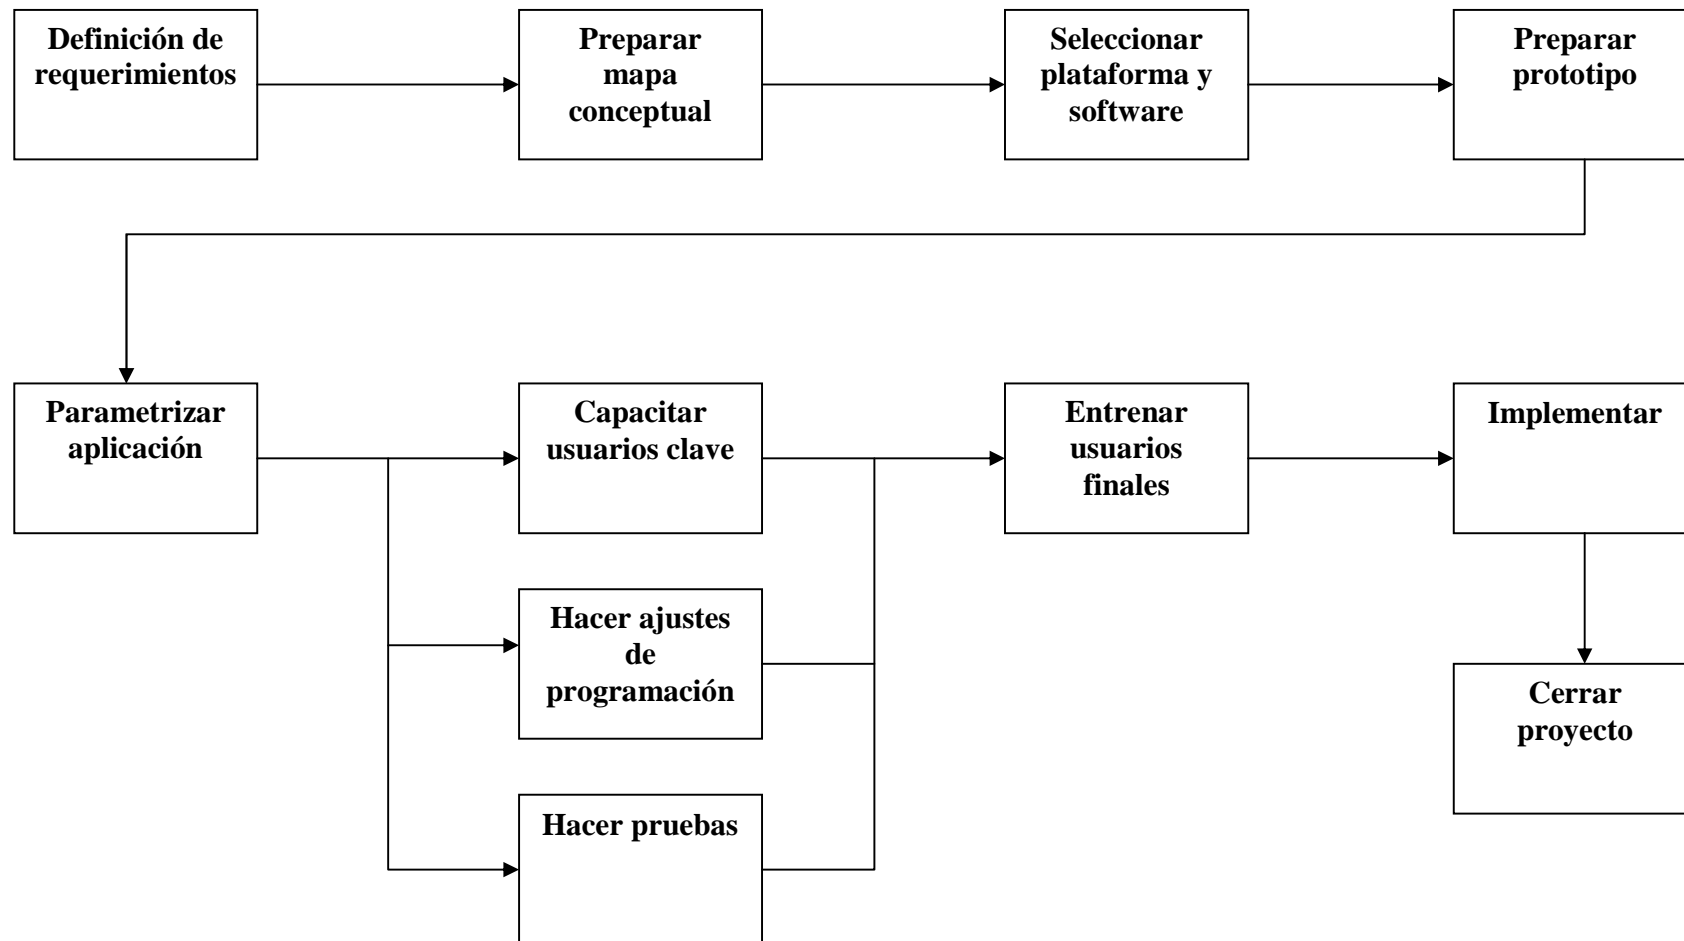 Definición de
requerimientos
Preparar
mapa
conceptual
Seleccionar
plataforma y
software
Preparar
prototipo
Parametrizar
aplicación
Capacitar
usuarios clave
Entrenar
usuarios
finales
Implementar
Hacer ajustes
de
programación
Cerrar
proyecto
Hacer pruebas